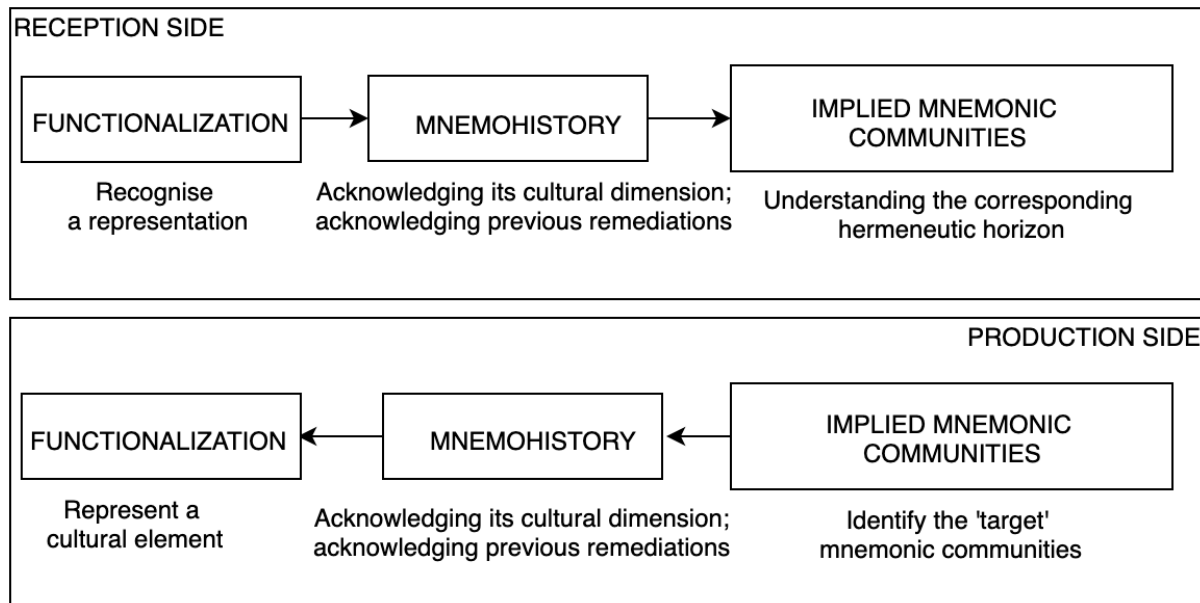 RECEPTION SIDE
FUNCTIONALIZATION
MNEMOHISTORY
IMPLIED MNEMONIC
COMMUNITIES
Recognise
a representation
Acknowledging its cultural dimension;
acknowledging previous remediations
Understanding the corresponding
hermeneutic horizon
PRODUCTION SIDE
FUNCTIONALIZATION
MNEMOHISTORY
IMPLIED MNEMONIC
COMMUNITIES
Represent a
cultural element
Acknowledging its cultural dimension;
acknowledging previous remediations
Identify the 'target'
mnemonic communities